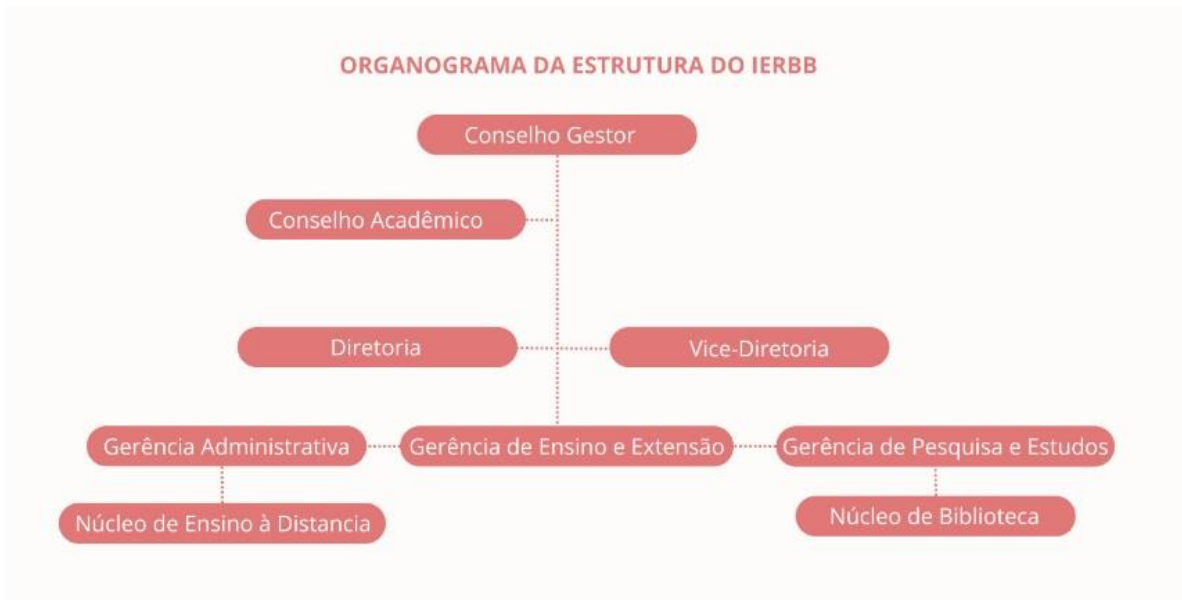 ORGANOGRAMA DA ESTRUTURA DO IERBB
Conselho Gestor
Conselho Acadêmico
Diretoria
Vice-Diretoria
Gerência Administrativa
Gerência de Ensino e Extensão
Gerência de Pesquisa e Estudos
Núcleo de Ensino à Distancia
Núcleo de Biblioteca